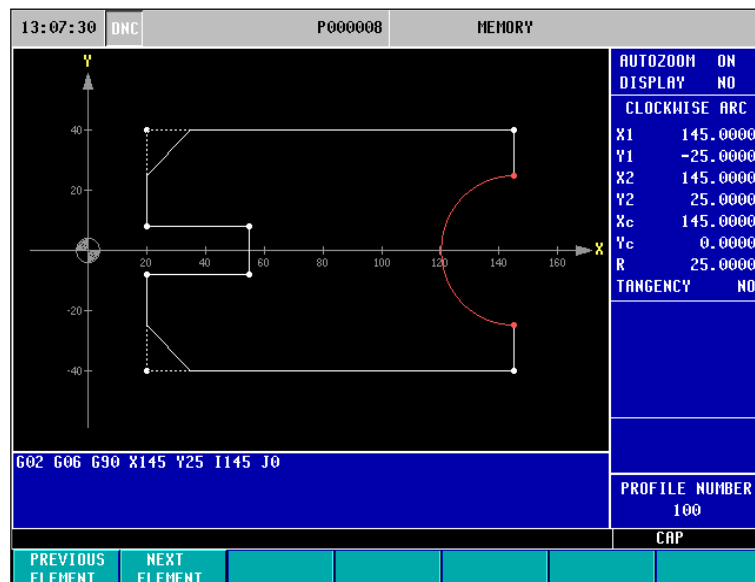 13:07:30 DNC P000008 MEMORY
AUTOZOOM ON
DISPLAY NO
CLOCKWISE ARC
X1 145.0000
Y1 -25.0000
X2 145.0000
Y2 25.0000
Xc 145.0000
Yc 0.0000
R 25.0000
TANGENCY NO
Y
40
20
20 40 60 80 100 120 140 160 X
-20
-40
G02 G06 G90 X145 Y25 I145 J0
PROFILE NUMBER
100
CAP
PREVIOUS ELEMENT
NEXT ELEMENT